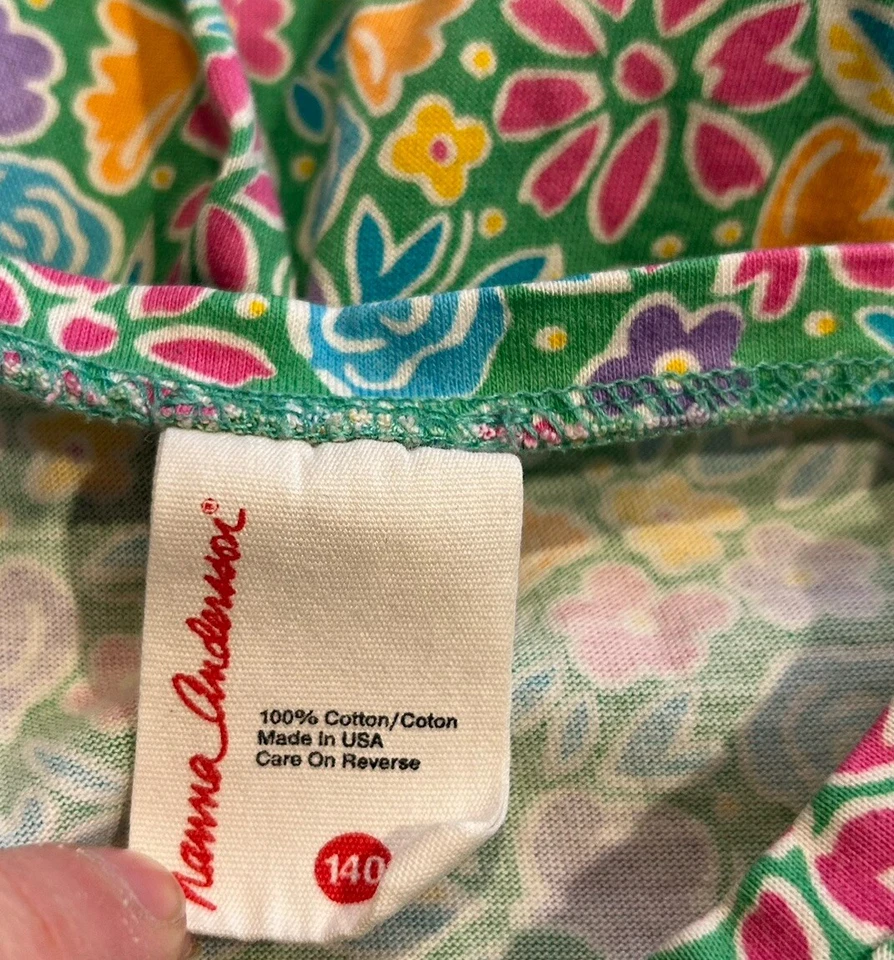 hanna Andersson®
100% Cotton/Coton
Made In USA
Care On Reverse
140